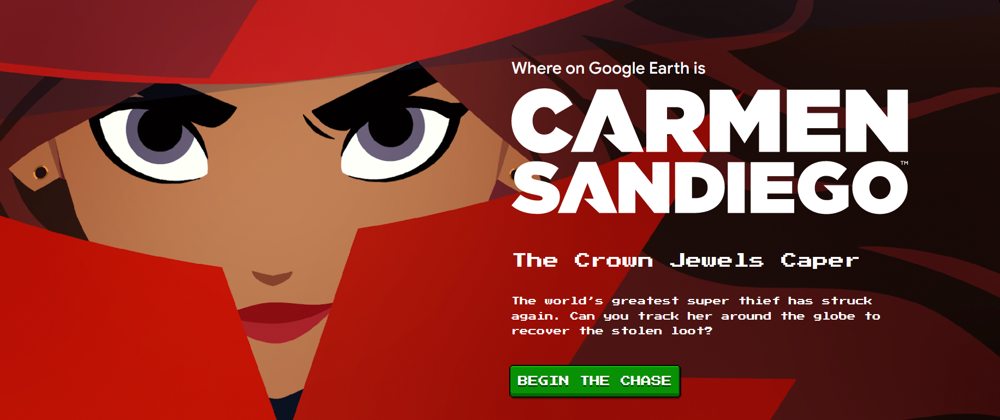 Where on Google Earth is
CARMEN
SANDIEGO™
The Crown Jewels Caper
The world's greatest super thief has struck
again. Can you track her around the globe to
recover the stolen loot?
BEGIN THE CHASE